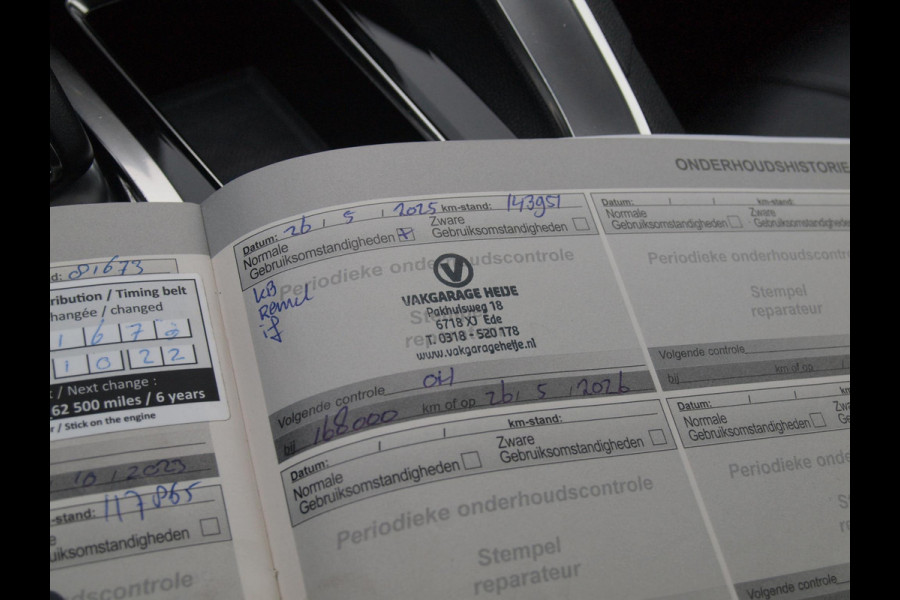 ONDERHOUDSHISTORIE
d: 81673
ribution / Timing belt
hangée / changed
1 6 7 8
1 0 2 2
/ Next change :
62 500 miles / 6 years
r / Stick on the engine
10 / 2023
-stand: 117865
uiksomstandigheden
dscontrole
Datum: 26 / 5 / 2025 km-stand: 143951
Normale
Gebruiksomstandigheden
Zware
Gebruiksomstandigheden
Periodieke onderhoudscontrole
VAKGARAGE HEIJE
Pakhuisweg 18
6718 XJ Ede
T. 0318 - 520 178
www.vakgarageheije.nl
Volgende controle oil
bij 168000 km of op 26 / 5 / 2026
Datum: / / km-stand:
Normale
Gebruiksomstandigheden
Zware
Gebruiksomstandigheden
Periodieke onderhoudscontrole
Stempel
reparateur
Datum: / / km-stand:
Normale
Gebruiksomstandigheden
Zware
Gebruiksomstandigheden
Periodieke onderhoudscontro
Stempel
reparateur
Volgende controle
bij km of op /
Datum: / /
Normale
Gebruiksomstandigheden
Periodieke onde
Volgende controle